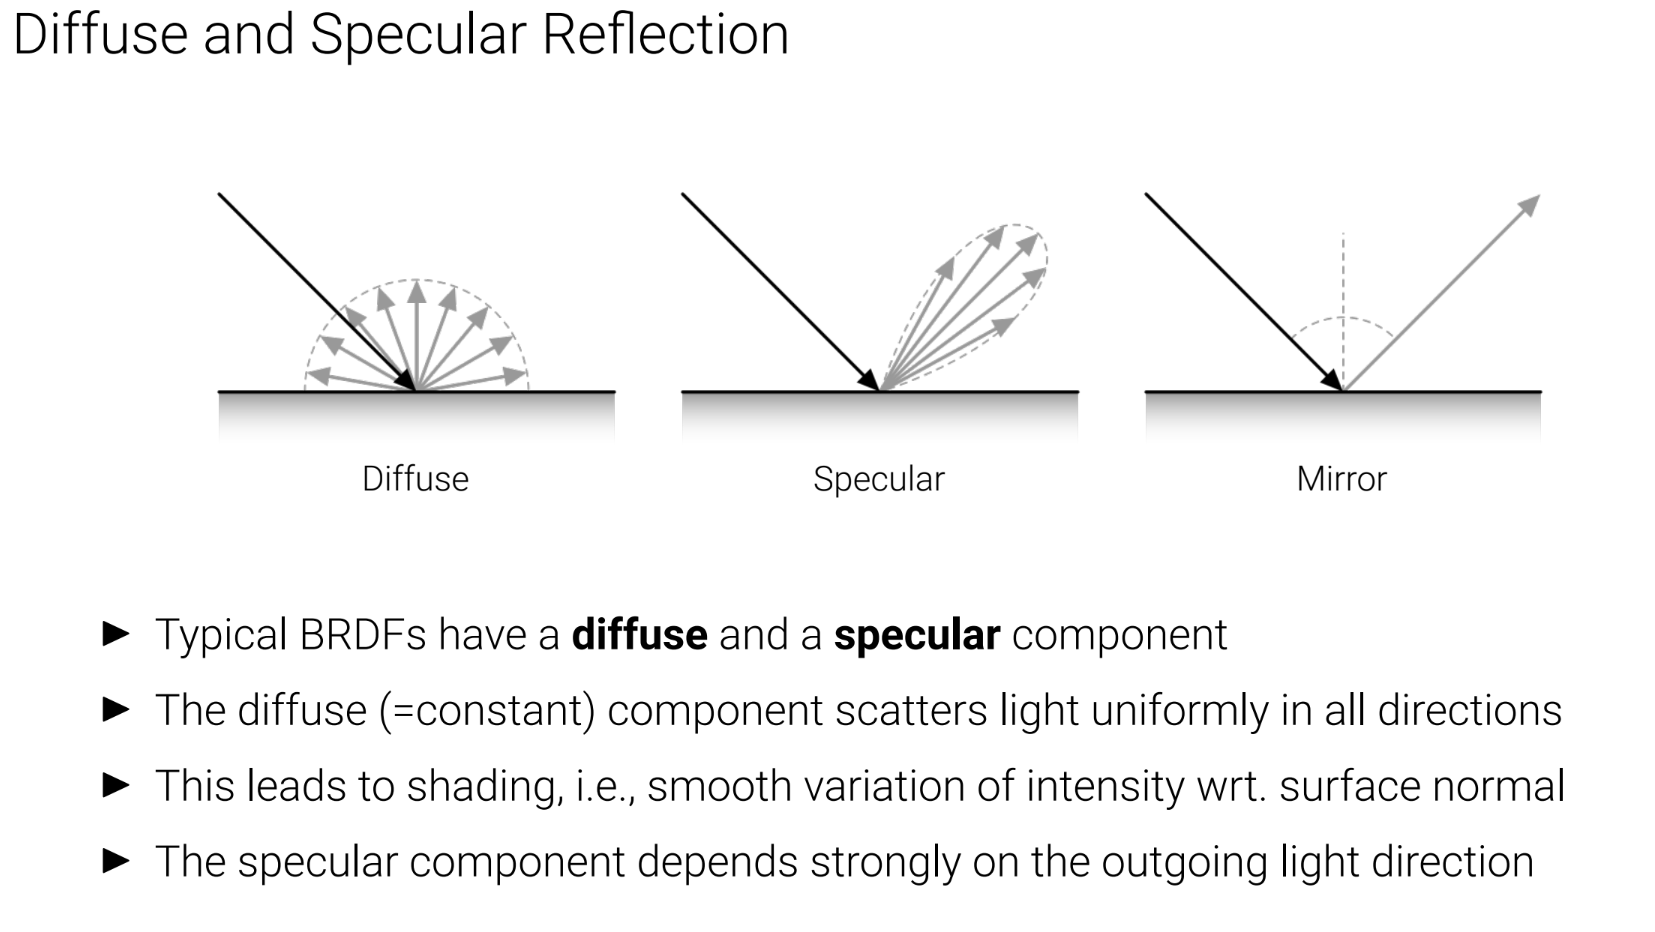 Diffuse and Specular Reflection
Diffuse
Specular
Mirror
► Typical BRDFs have a diffuse and a specular component
► The diffuse (=constant) component scatters light uniformly in all directions
► This leads to shading, i.e., smooth variation of intensity wrt. surface normal
► The specular component depends strongly on the outgoing light direction